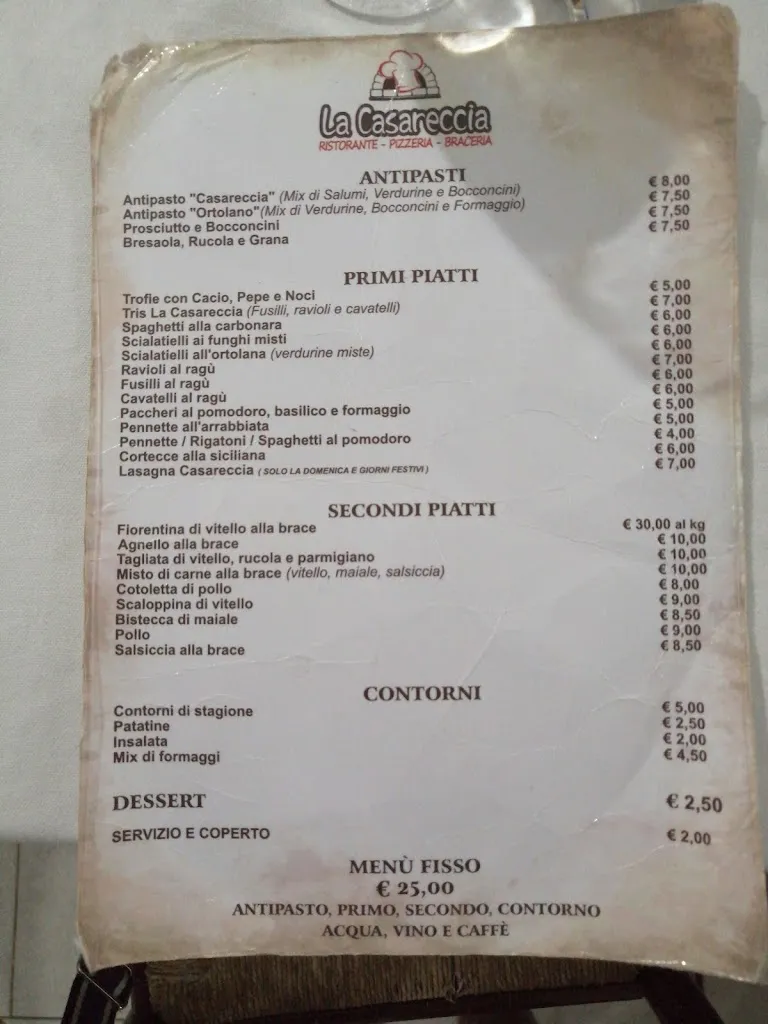 La Casareccia
RISTORANTE - PIZZERIA - BRACERIA
ANTIPASTI
Antipasto "Casareccia" (Mix di Salumi, Verdurine e Bocconcini) € 8,00
Antipasto "Ortolano"(Mix di Verdurine, Bocconcini e Formaggio) € 7,50
Prosciutto e Bocconcini € 7,50
Bresaola, Rucola e Grana € 7,50
PRIMI PIATTI
Trofie con Cacio, Pepe e Noci € 5,00
Tris La Casareccia (Fusilli, ravioli e cavatelli) € 7,00
Spaghetti alla carbonara € 6,00
Scialatielli ai funghi misti € 6,00
Scialatielli all'ortolana (verdurine miste) € 6,00
Ravioli al ragù € 7,00
Fusilli al ragù € 6,00
Cavatelli al ragù € 6,00
Paccheri al pomodoro, basilico e formaggio € 5,00
Pennette all'arrabbiata € 5,00
Pennette / Rigatoni / Spaghetti al pomodoro € 4,00
Cortecce alla siciliana € 6,00
Lasagna Casareccia ( SOLO LA DOMENICA E GIORNI FESTIVI ) € 7,00
SECONDI PIATTI
Fiorentina di vitello alla brace € 30,00 al kg
Agnello alla brace € 10,00
Tagliata di vitello, rucola e parmigiano € 10,00
Misto di carne alla brace (vitello, maiale, salsiccia) € 10,00
Cotoletta di pollo € 8,00
Scaloppina di vitello € 9,00
Bistecca di maiale € 8,50
Pollo € 9,00
Salsiccia alla brace € 8,50
CONTORNI
Contorni di stagione € 5,00
Patatine € 2,50
Insalata € 2,00
Mix di formaggi € 4,50
DESSERT € 2,50
SERVIZIO E COPERTO € 2,00
MENÙ FISSO
€ 25,00
ANTIPASTO, PRIMO, SECONDO, CONTORNO
ACQUA, VINO E CAFFÈ